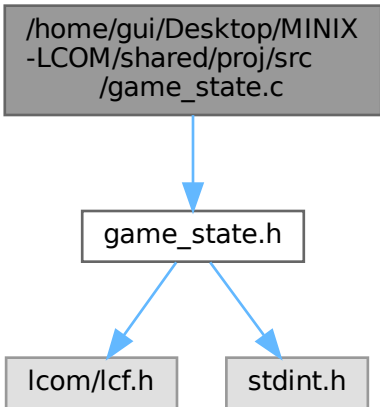 /home/gui/Desktop/MINIX
-LCOM/shared/proj/src
/game_state.c
game_state.h
lcom/lcf.h
stdint.h